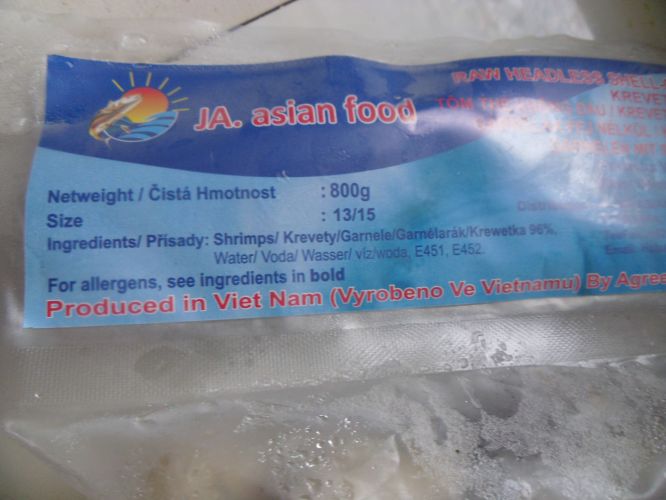 JA. asian food
RAW HEADLESS SHELL-
KREVET
Netweight / Čistá Hmotnost : 800g
Size : 13/15
Ingredients/ Přísady: Shrimps/ Krevety/Garnele/Garnélarák/Krewetka 96%,
Water/ Voda/ Wasser/ víz/woda, E451, E452.
For allergens, see ingredients in bold
Produced in Viet Nam (Vyrobeno Ve Vietnamu) By Agree